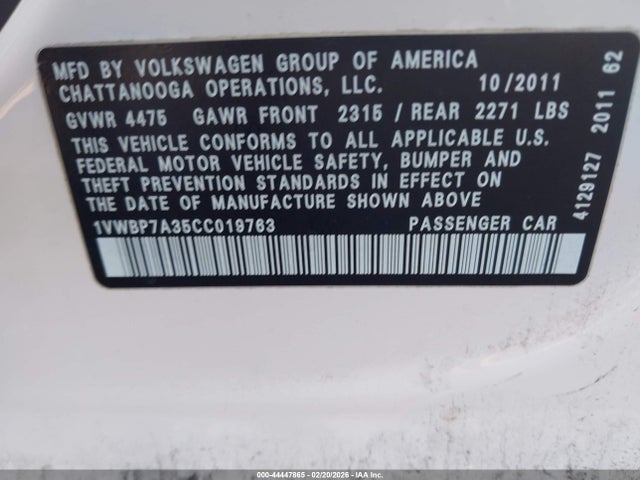 MFD BY VOLKSWAGEN GROUP OF AMERICA
CHATTANOOGA OPERATIONS, LLC. 10/2011
GVWR 4475 GAWR FRONT 2315 / REAR 2271 LBS
THIS VEHICLE CONFORMS TO ALL APPLICABLE U.S.
FEDERAL MOTOR VEHICLE SAFETY, BUMPER AND
THEFT PREVENTION STANDARDS IN EFFECT ON
THE DATE OF MANUFACTURE SHOWN ABOVE
1VWBP7A35CC019763 PASSENGER CAR
4129127 2011 62
000-44447865 | 02/20/2026 - IAAI.com